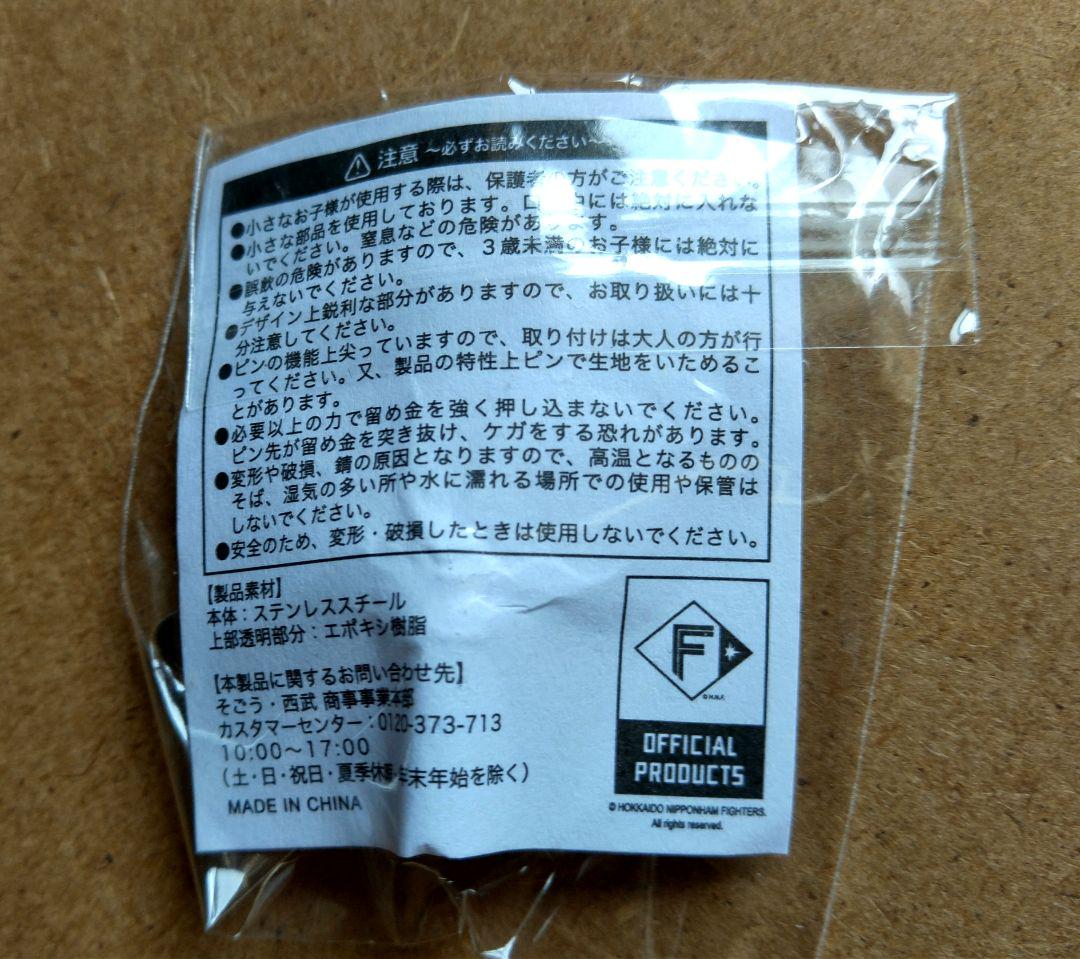 注意 ~必ずお読みください~
●小さなお子様が使用する際は、保護者の方がご注意ください。
●小さな部品を使用しております。口の中には絶対に入れな
いでください。窒息などの危険があります。
●誤飲の危険がありますので、3歳未満のお子様には絶対に
与えないでください。
●デザイン上鋭利な部分がありますので、お取り扱いには十
分注意してください。
●ピンの機能上尖っていますので、取り付けは大人の方が行
ってください。又、製品の特性上ピンで生地をいためるこ
とがあります。
●必要以上の力で留め金を強く押し込まないでください。
ピン先が留め金を突き抜け、ケガをする恐れがあります。
●変形や破損、錆の原因となりますので、高温となるものの
そば、湿気の多い所や水に濡れる場所での使用や保管は
しないでください。
●安全のため、変形・破損したときは使用しないでください。
【製品素材】
本体:ステンレススチール
上部透明部分:エポキシ樹脂
【本製品に関するお問い合わせ先】
そごう・西武 商事事業本部
カスタマーセンター:0120-373-713
10:00~17:00
(土・日・祝日・夏季休業・年末年始を除く)
MADE IN CHINA
F
©H.N.F.
OFFICIAL
PRODUCTS
© HOKKAIDO NIPPONHAM FIGHTERS.
All rights reserved.